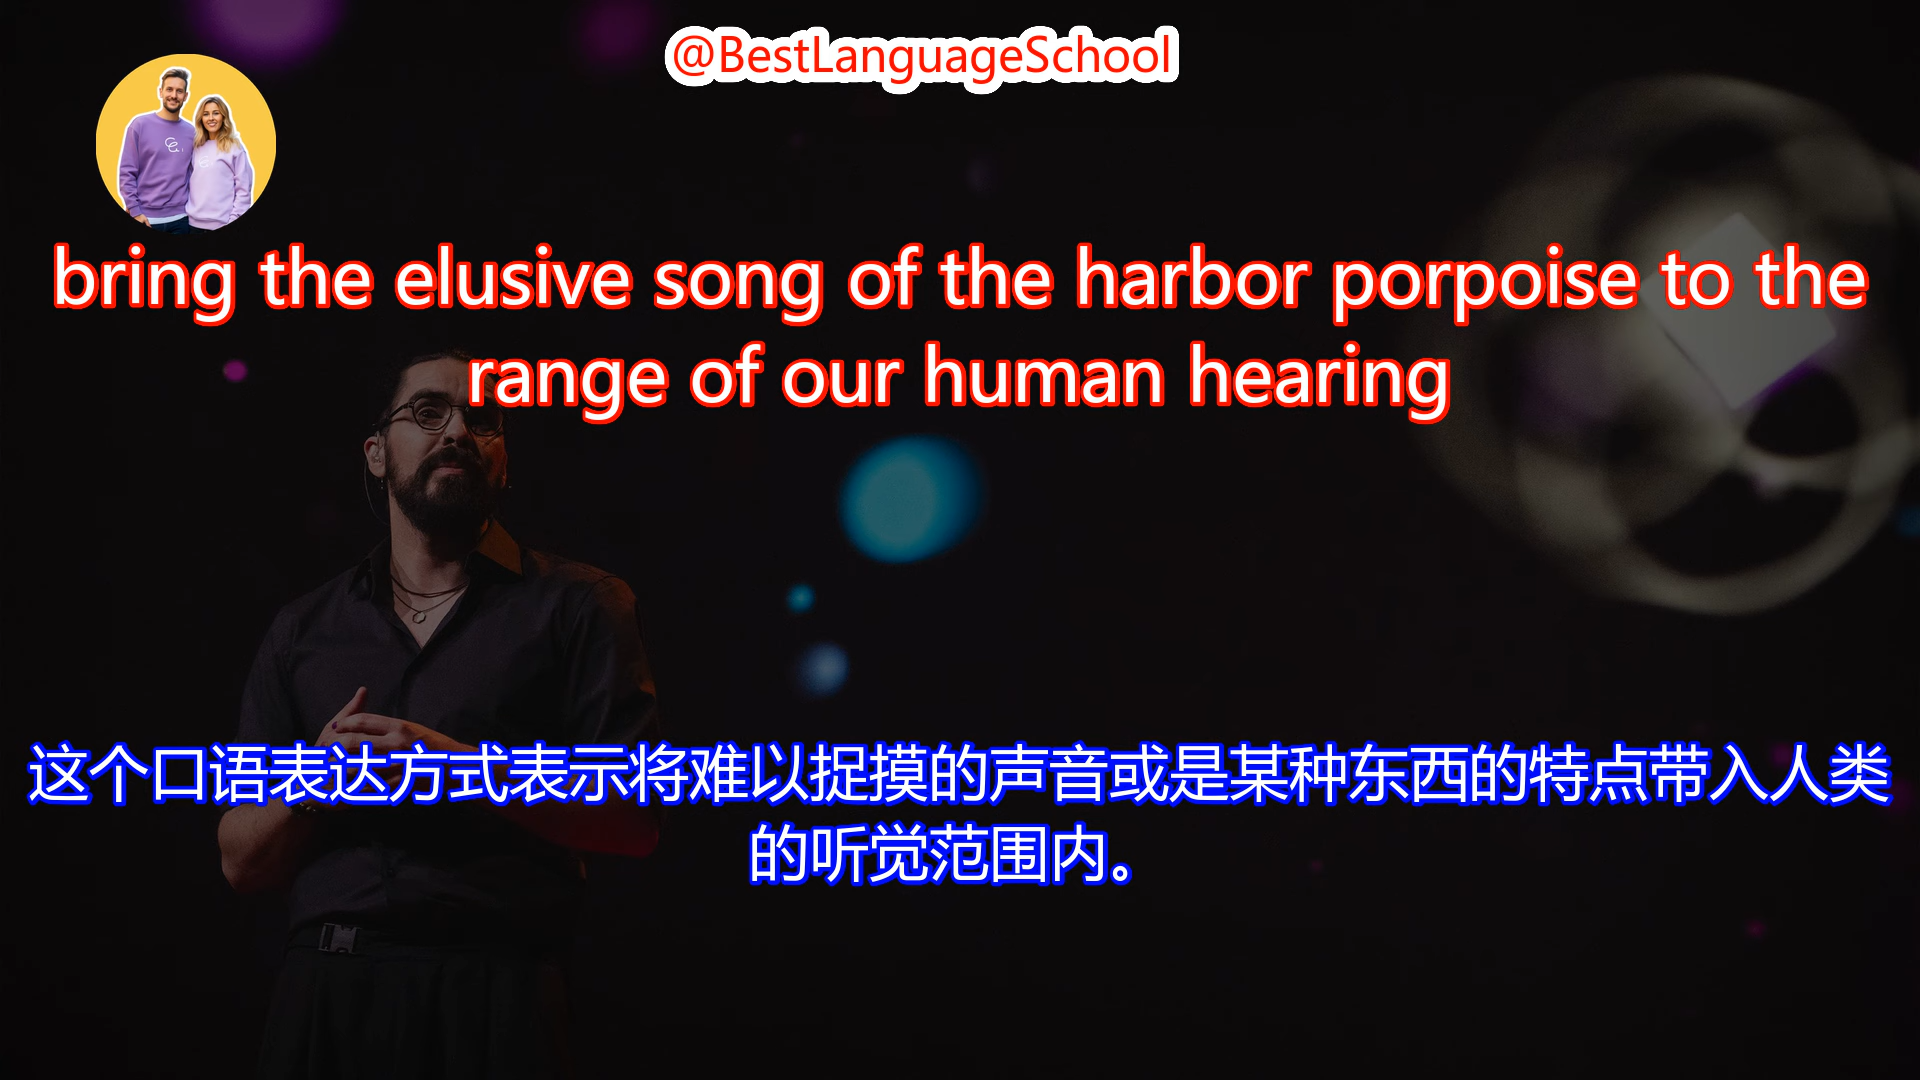 @BestLanguageSchool
bring the elusive song of the harbor porpoise to the
range of our human hearing
这个口语表达方式表示将难以捉摸的声音或是某种东西的特点带入人类
的听觉范围内。